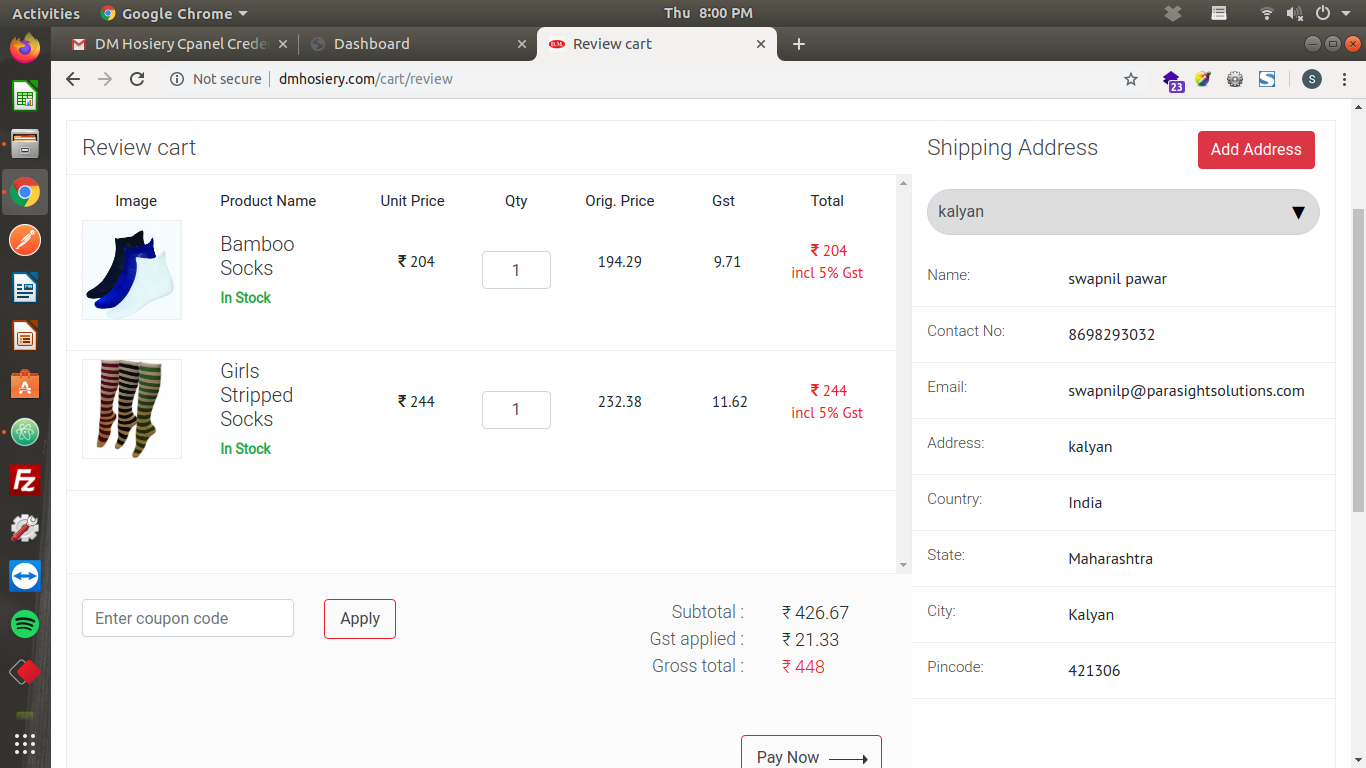 Activities Google Chrome Thu 8:00 PM
DM Hosiery Cpanel Crede Dashboard D.M. Review cart
Not secure dmhosiery.com/cart/review 23 S
Review cart
Image Product Name Unit Price Qty Orig. Price Gst Total
Bamboo
Socks
In Stock
₹ 204 1 194.29 9.71 ₹ 204
incl 5% Gst
Girls
Stripped
Socks
In Stock
₹ 244 1 232.38 11.62 ₹ 244
incl 5% Gst
Enter coupon code Apply
Subtotal : ₹ 426.67
Gst applied : ₹ 21.33
Gross total : ₹ 448
Pay Now
Shipping Address Add Address
kalyan
Name: swapnil pawar
Contact No: 8698293032
Email: swapnilp@parasightsolutions.com
Address: kalyan
Country: India
State: Maharashtra
City: Kalyan
Pincode: 421306